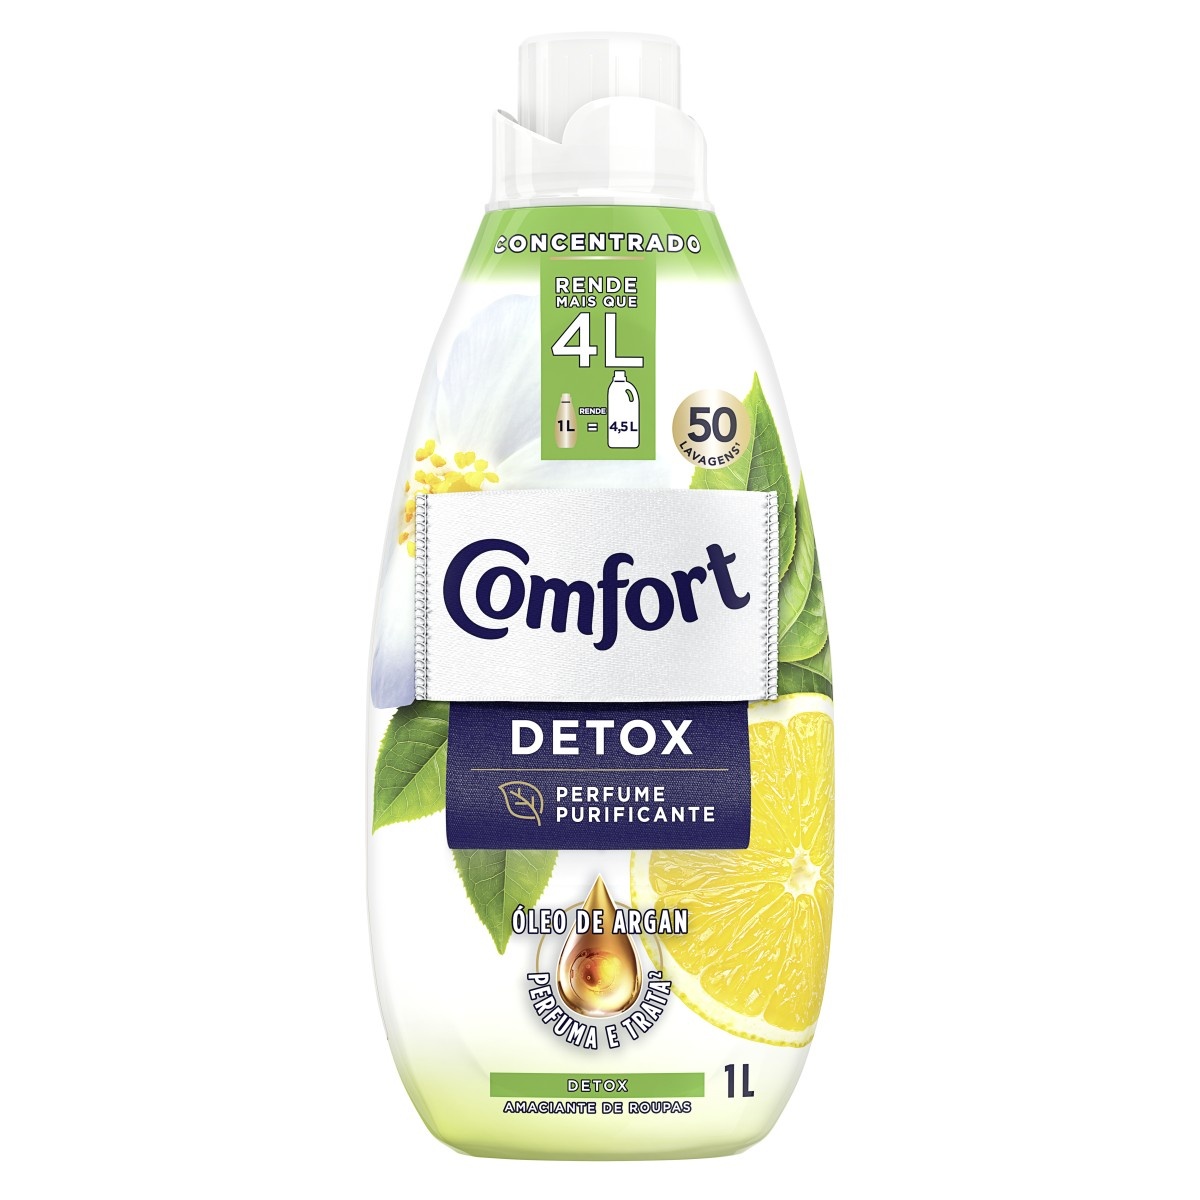 CONCENTRADO
RENDE
MAIS QUE
4L
1L
RENDE
=
4,5L
50
LAVAGENS¹
Comfort
DETOX
PERFUME
PURIFICANTE
ÓLEO DE ARGAN
PERFUMA E TRATA²
DETOX
1L
AMACIANTE DE ROUPAS